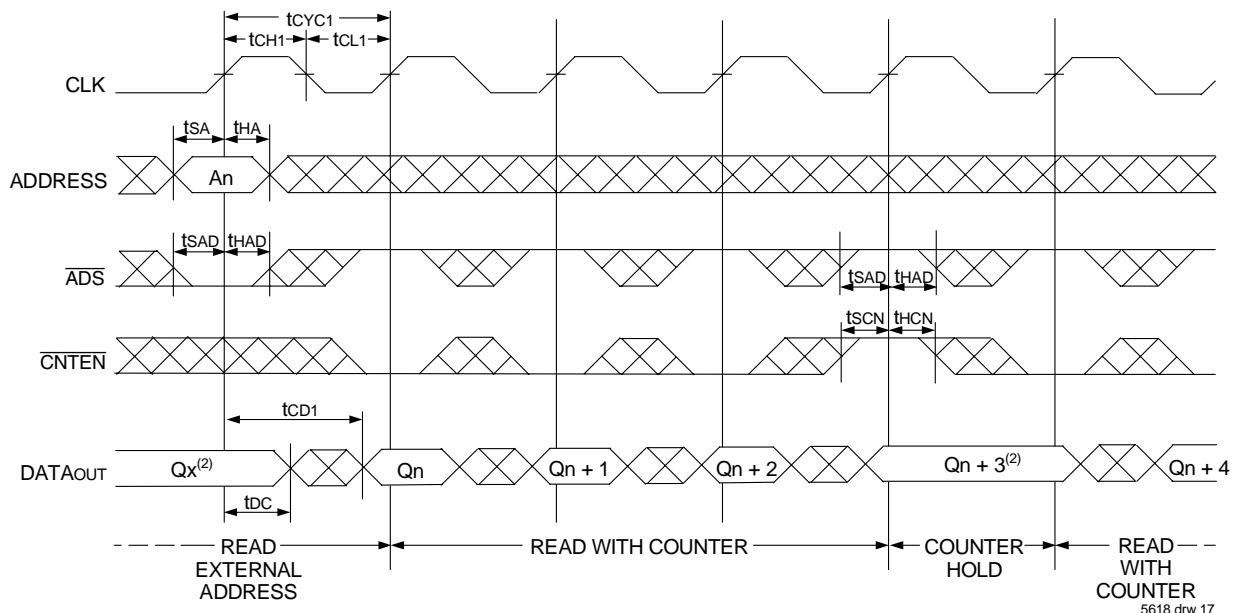 tCYC1
tCH1 tCL1
CLK
tSA tHA
ADDRESS An
tSAD tHAD
ADS
tSAD tHAD
tSCN tHCN
CNTEN
tCD1
DATAOUT Qx(2) Qn Qn + 1 Qn + 2 Qn + 3(2) Qn + 4
tDC
READ EXTERNAL ADDRESS
READ WITH COUNTER
COUNTER HOLD
READ WITH COUNTER
5618 drw 17